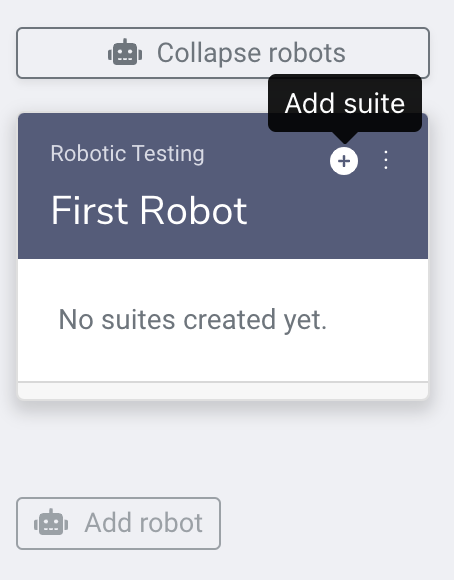 Collapse robots
Add suite
Robotic Testing
First Robot
No suites created yet.
Add robot